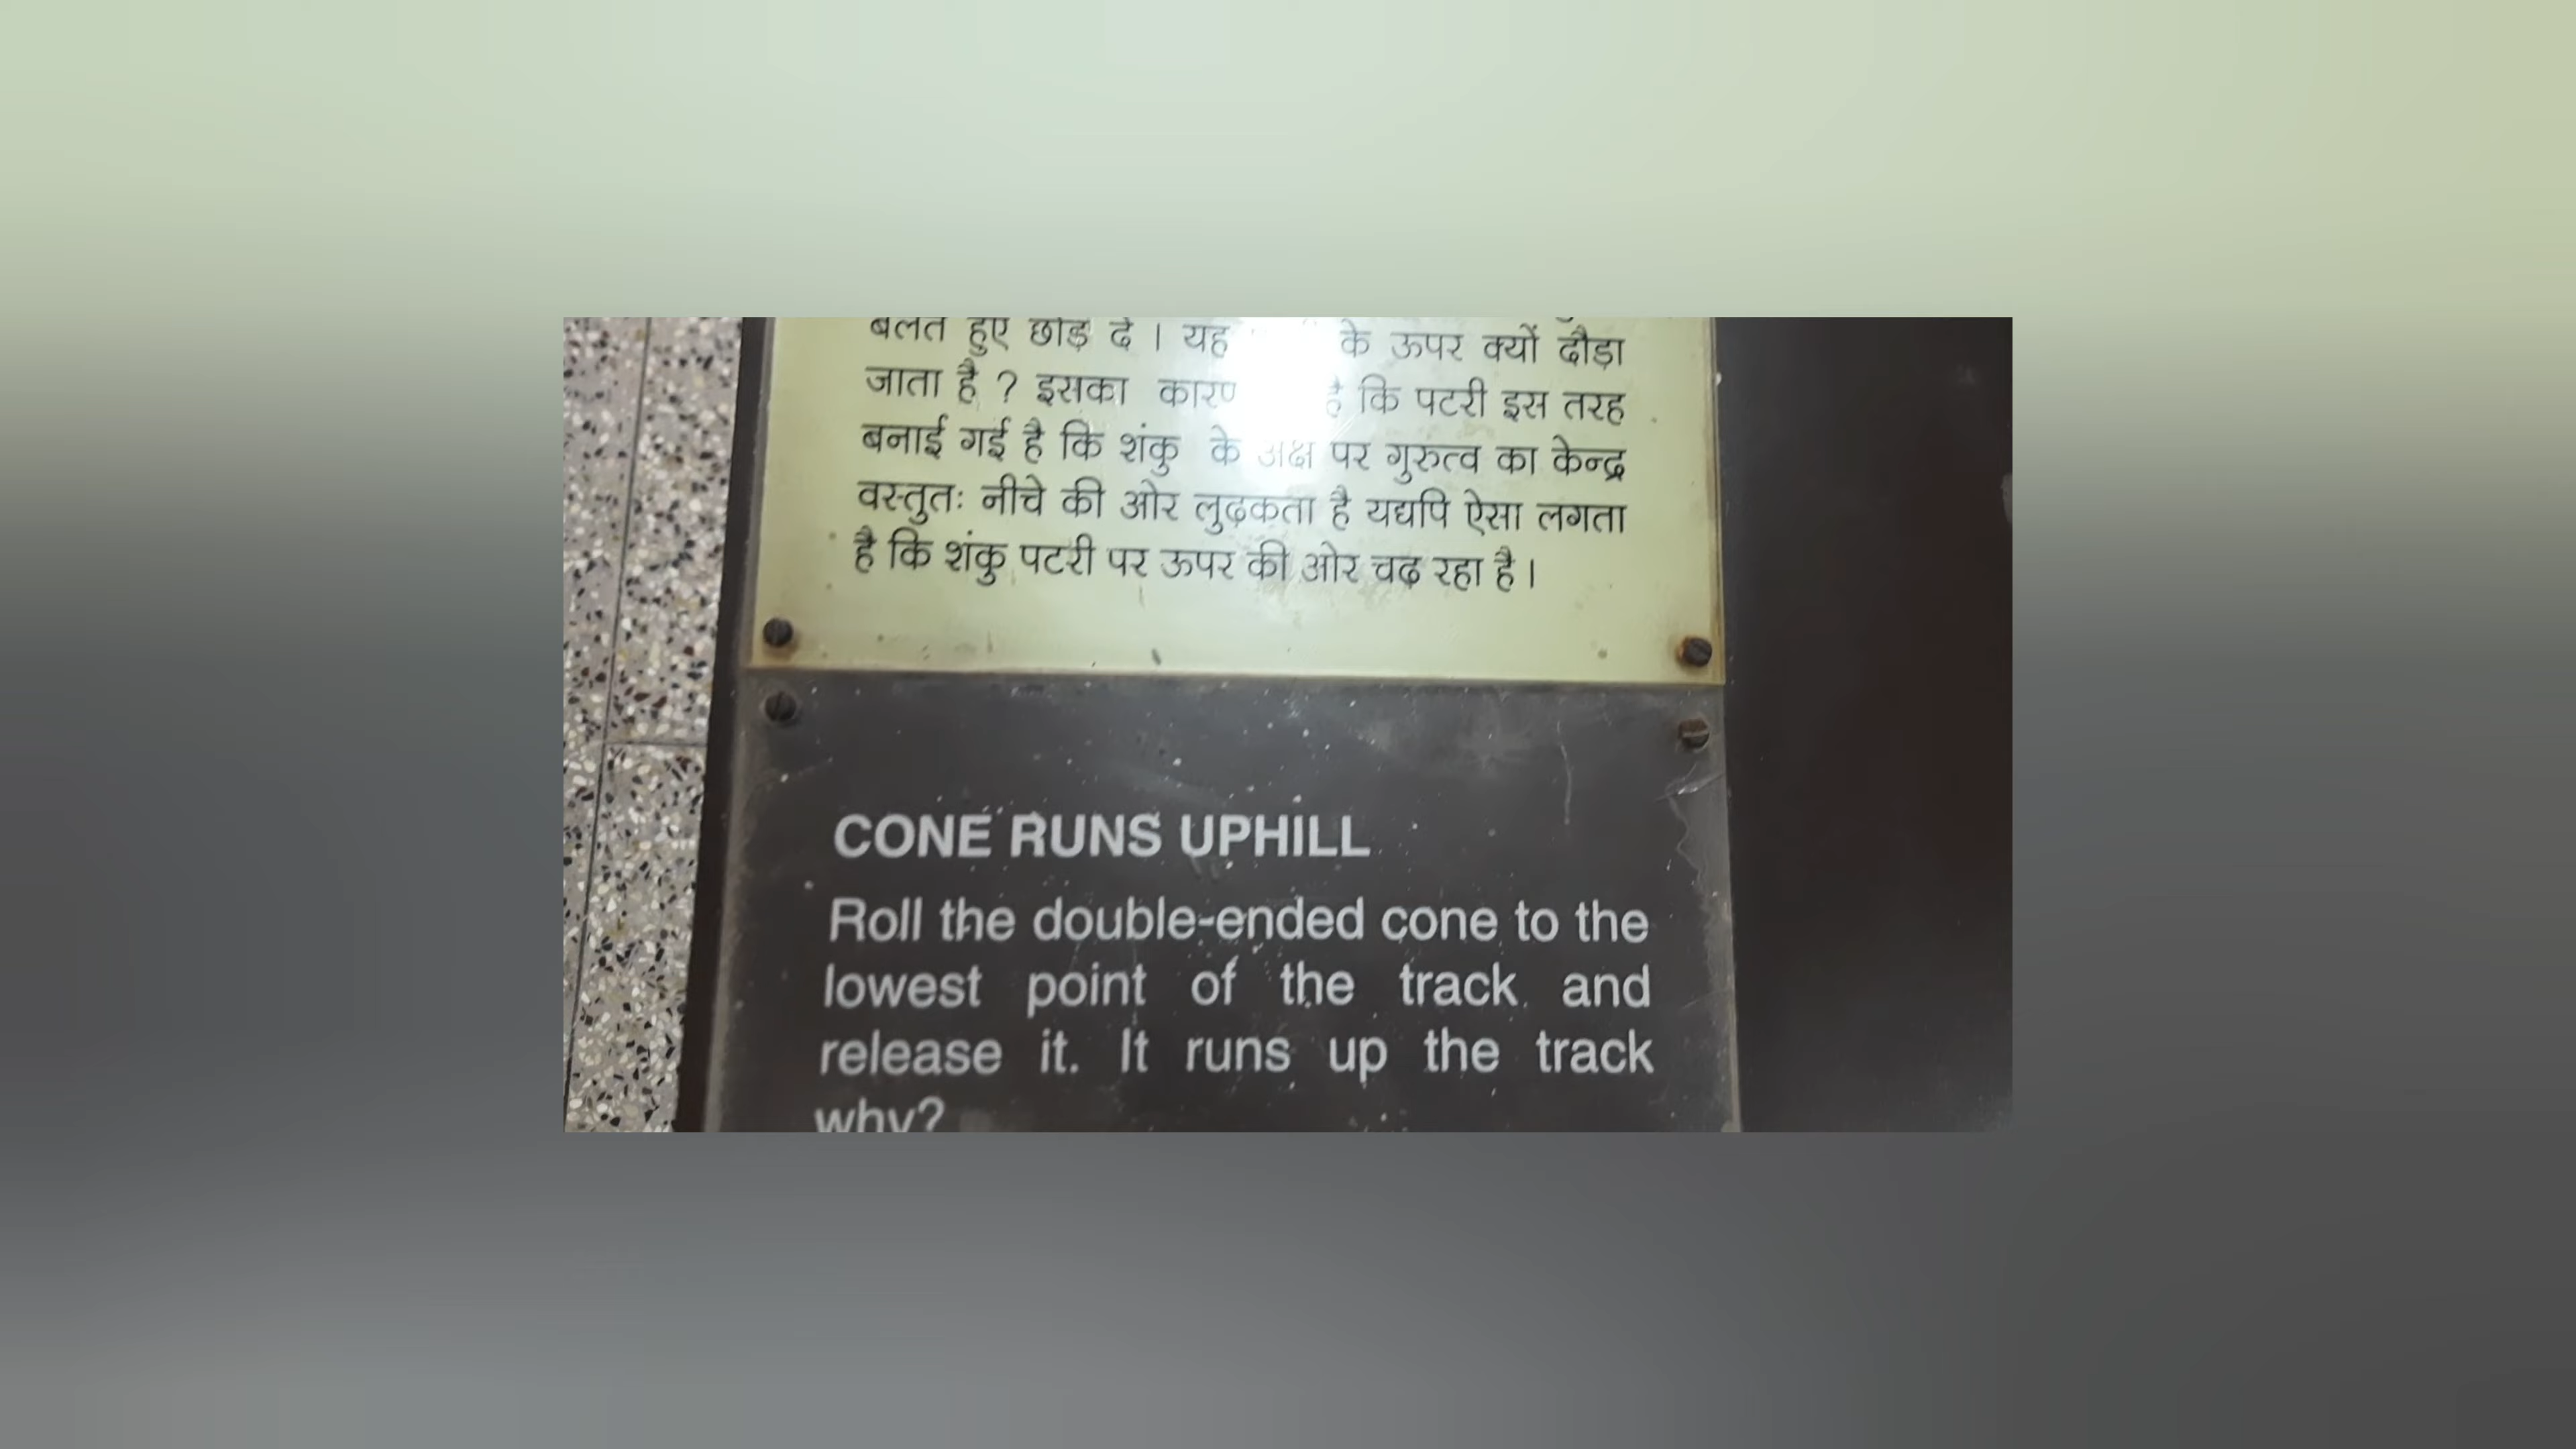 बलते हुए छोड़ दें । यह के ऊपर क्यों दौड़ा
जाता है ? इसका कारण है कि पटरी इस तरह
बनाई गई है कि शंकु के अक्ष पर गुरुत्व का केन्द्र
वस्तुतः नीचे की ओर लुढ़कता है यद्यपि ऐसा लगता
है कि शंकु पटरी पर ऊपर की ओर चढ़ रहा है ।
CONE RUNS UPHILL
Roll the double-ended cone to the
lowest point of the track and
release it. It runs up the track
why?